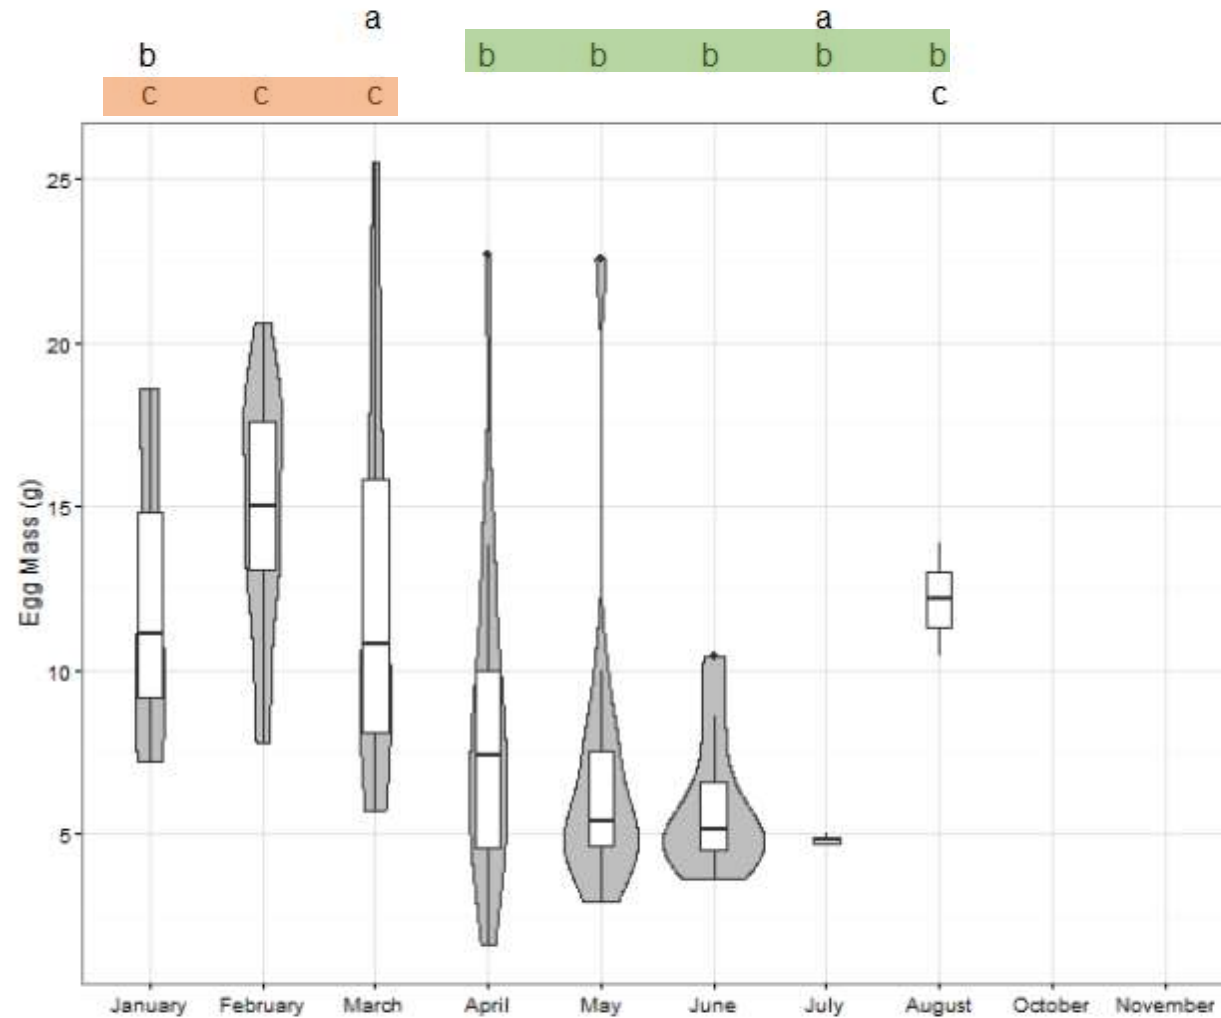 a a
b b b b b b
c c c c
25
20
15
10
5
Egg Mass (g)
January February March April May June July August October November